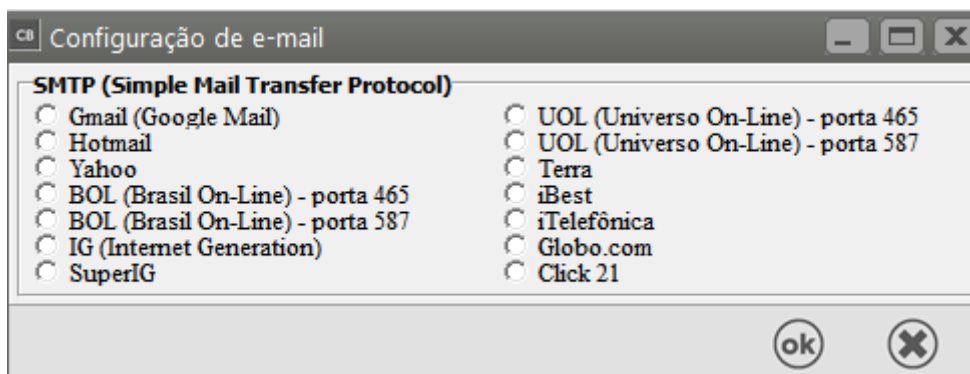 CB Configuração de e-mail
SMTP (Simple Mail Transfer Protocol)
Gmail (Google Mail)
Hotmail
Yahoo
BOL (Brasil On-Line) - porta 465
BOL (Brasil On-Line) - porta 587
IG (Internet Generation)
SuperIG
UOL (Universo On-Line) - porta 465
UOL (Universo On-Line) - porta 587
Terra
iBest
iTelefônica
Globo.com
Click 21
ok